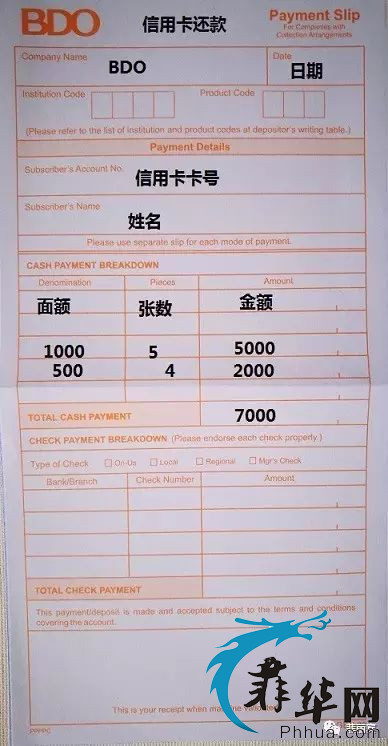 BDO 信用卡还款 Payment Slip
For Companies with
Collection Arrangements
Company Name Date
BDO 日期
Institution Code Product Code
(Please refer to the list of institution and product codes at depositor's writing table.)
Payment Details
Subscriber's Account No.
信用卡卡号
Subscriber's Name
姓名
Please use separate slip for each mode of payment.
CASH PAYMENT BREAKDOWN
Denomination Pieces Amount
面额 张数 金额
1000 5 5000
500 4 2000
TOTAL CASH PAYMENT 7000
CHECK PAYMENT BREAKDOWN (Please endorse each check properly.)
Type of Check On-Us Local Regional Mgr's Check
Bank/Branch Check Number Amount
TOTAL CHECK PAYMENT
This payment/deposit is made and accepted subject to the terms and conditions
covering the account.
菲华网
This is your receipt when machine validated.
PPFPC
Phhua.com